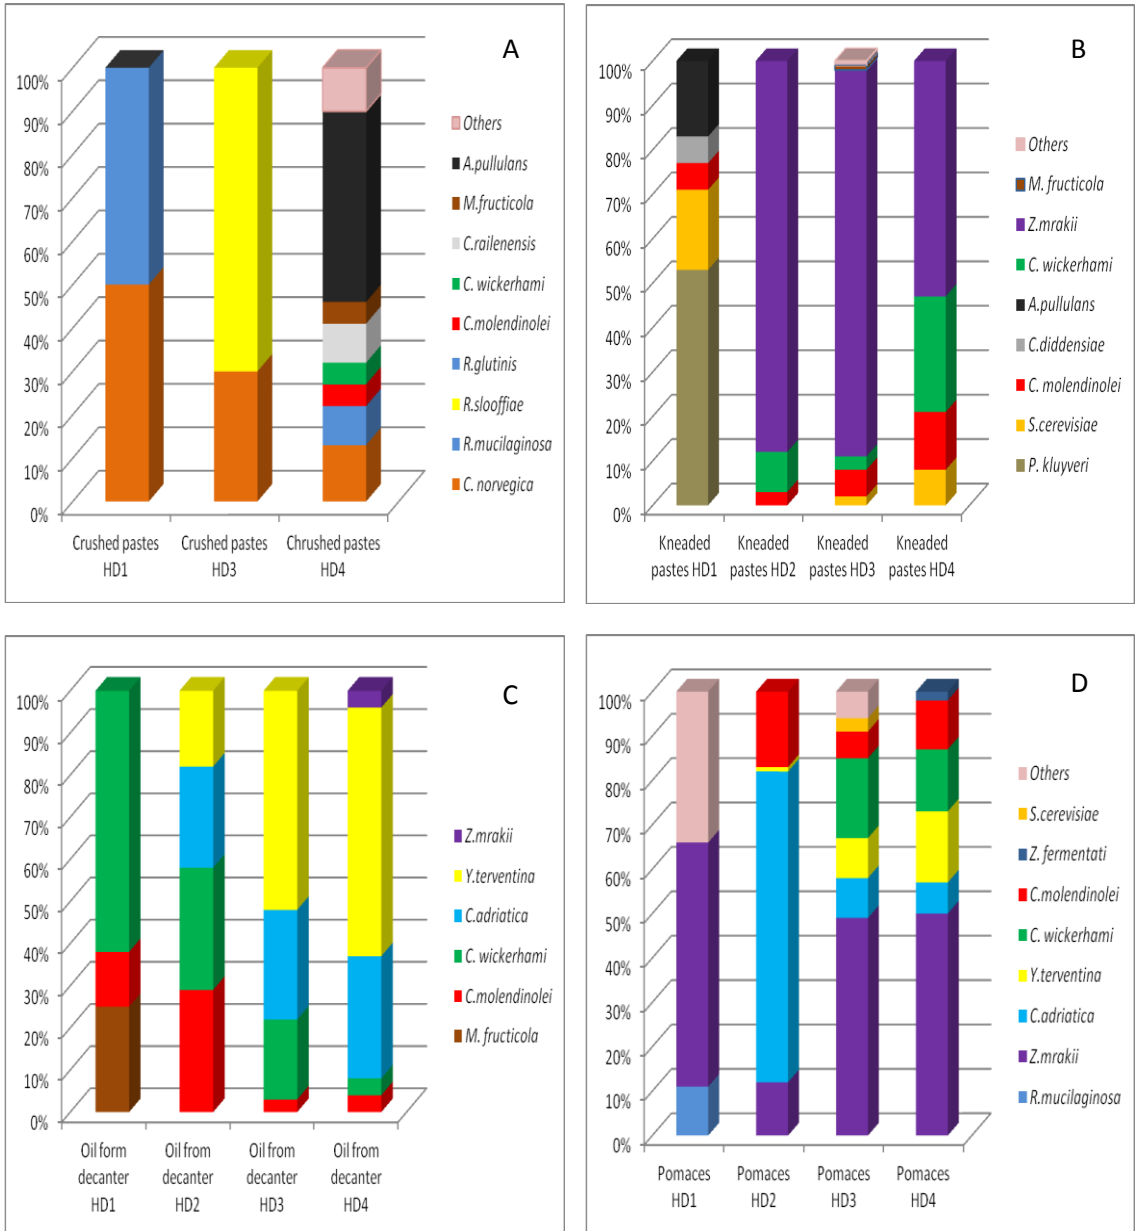 A
100%
90%
80%
70%
60%
50%
40%
30%
20%
10%
0%
Crushed pastes
HD1
Crushed pastes
HD3
Chrushed pastes
HD4
Others
A.pullulans
M.fructicola
C.railenensis
C. wickerhami
C.molendinolei
R.glutinis
R.slooffiae
R.mucilaginosa
C. norvegica
B
100%
90%
80%
70%
60%
50%
40%
30%
20%
10%
0%
Kneaded
pastes HD1
Kneaded
pastes HD2
Kneaded
pastes HD3
Kneaded
pastes HD4
Others
M. fructicola
Z.mrakii
C. wickerhami
A.pullulans
C.diddensiae
C. molendinolei
S.cerevisiae
P. kluyveri
C
100%
90%
80%
70%
60%
50%
40%
30%
20%
10%
0%
Oil form
decanter
HD1
Oil from
decanter
HD2
Oil from
decanter
HD3
Oil from
decanter
HD4
Z.mrakii
Y.terventina
C.adriatica
C. wickerhami
C.molendinolei
M. fructicola
D
100%
90%
80%
70%
60%
50%
40%
30%
20%
10%
0%
Pomaces
HD1
Pomaces
HD2
Pomaces
HD3
Pomaces
HD4
Others
S.cerevisiae
Z. fermentati
C.molendinolei
C. wickerhami
Y.terventina
C.adriatica
Z.mrakii
R.mucilaginosa